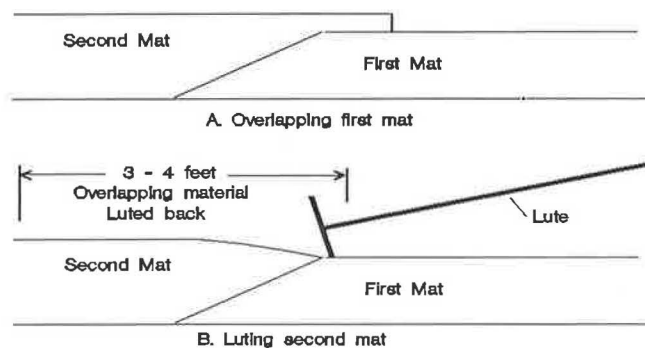 Second Mat
First Mat
A. Overlapping first mat
3 - 4 feet
Overlapping material
Luted back
Lute
Second Mat
First Mat
B. Luting second mat